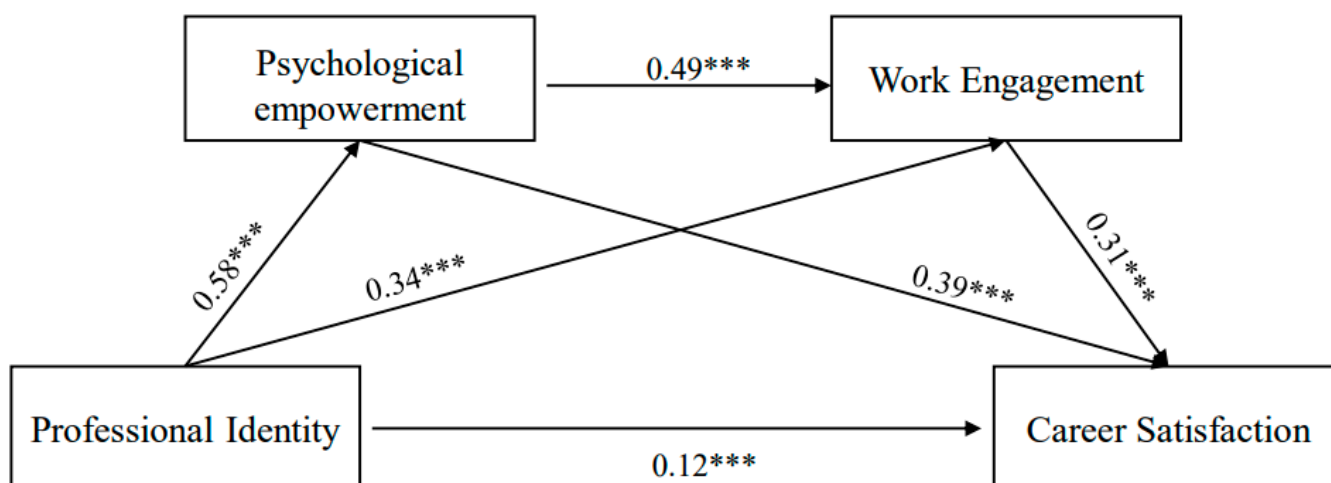 Psychological
empowerment
0.49***
Work Engagement
0.58***
0.34***
0.39***
0.31***
Professional Identity
0.12***
Career Satisfaction